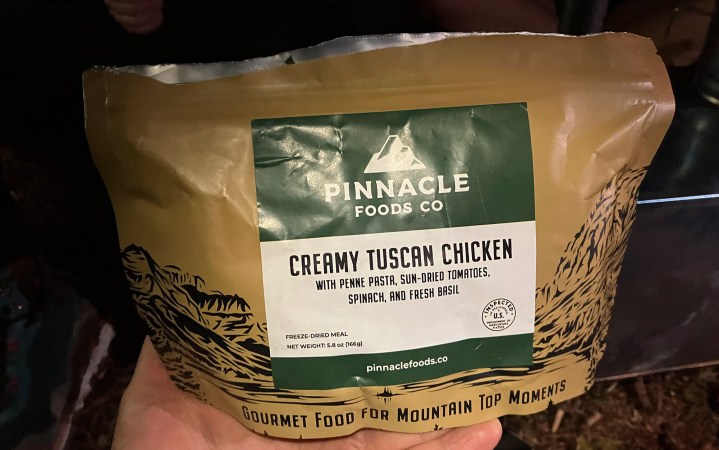 PINNACLE
FOODS CO
CREAMY TUSCAN CHICKEN
WITH PENNE PASTA, SUN-DRIED TOMATOES,
SPINACH, AND FRESH BASIL
INSPECTED
U.S.
FREEZE-DRIED MEAL
NET WEIGHT: 5.8 oz (166g)
pinnaclefoods.co
GOURMET FOOD FOR MOUNTAIN TOP MOMENTS